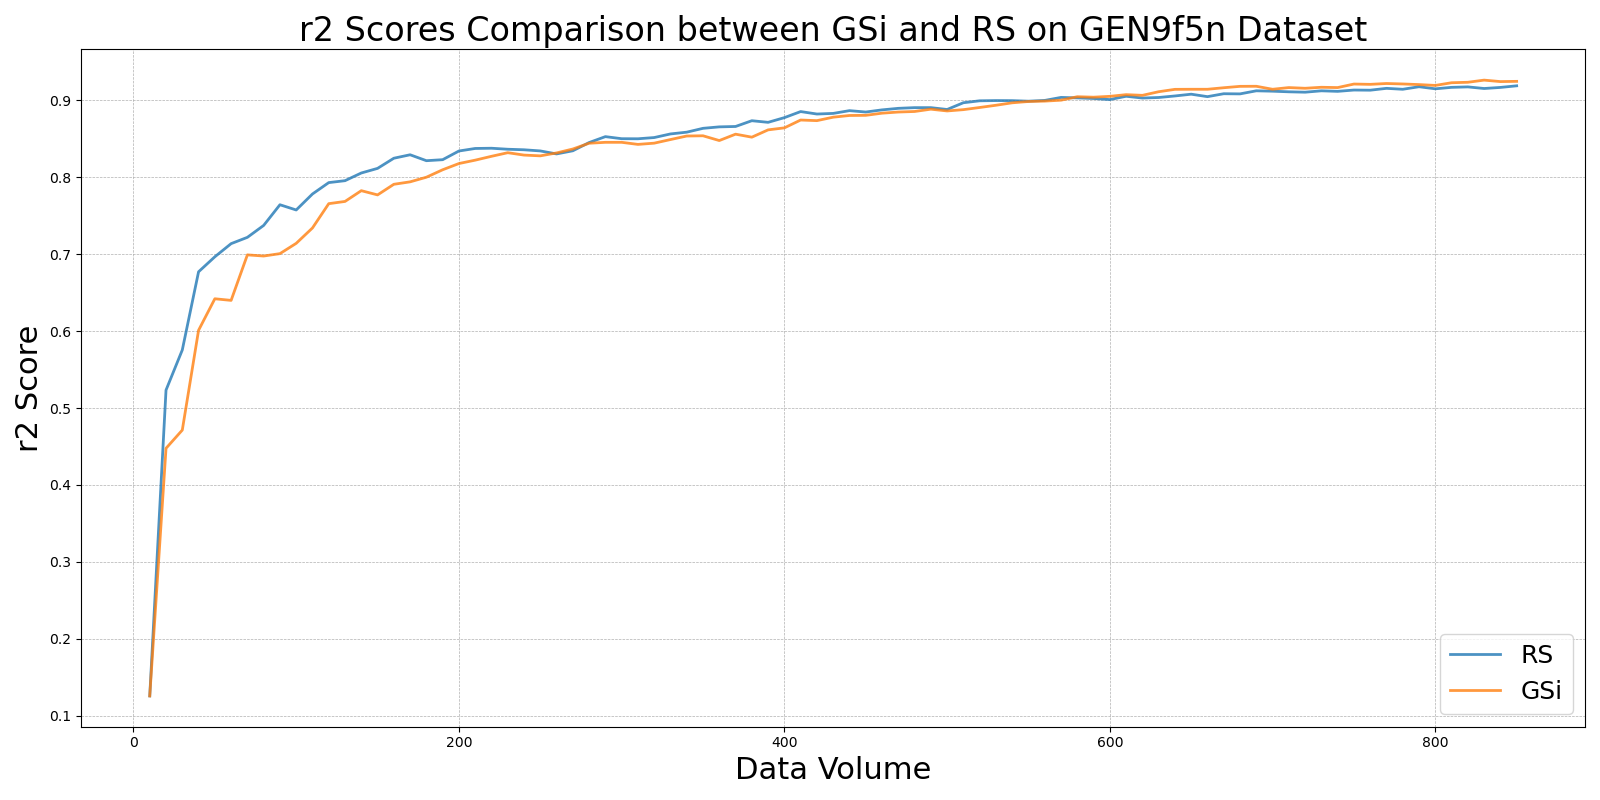 r2 Scores Comparison between GSi and RS on GEN9f5n Dataset
r2 Score
0.9
0.8
0.7
0.6
0.5
0.4
0.3
0.2
0.1
0
200
400
600
800
Data Volume
RS
GSi